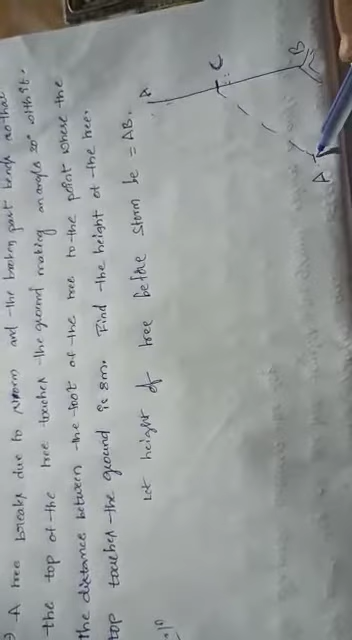 A tree breaks due to storm and the broken part bends so that
the top of the tree touches the ground making an angle 30° with it.
the distance between the foot of the tree to the point where the
top touches the ground is 8m. Find the height of the tree.
Let height of tree before storm be = AB.
A
C
B
A